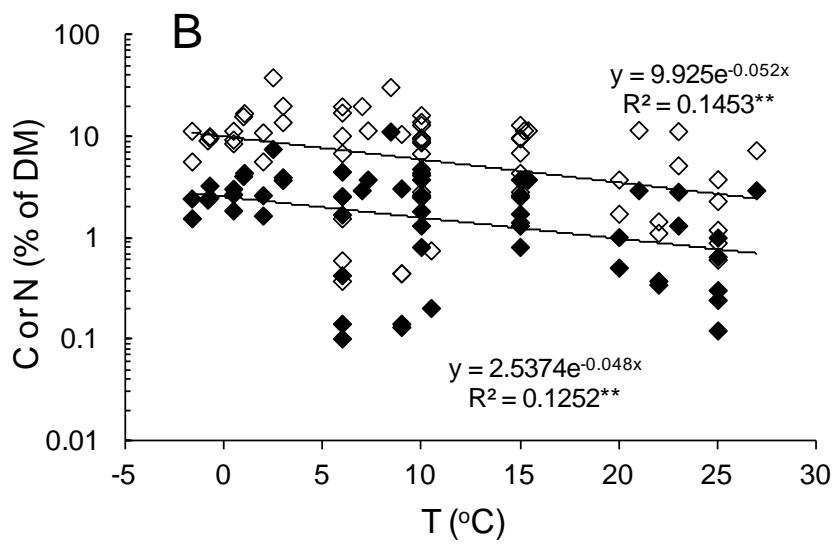 B
100
10
1
0.1
0.01
C or N (% of DM)
y = 9.925e^-0.052x
R² = 0.1453**
y = 2.5374e^-0.048x
R² = 0.1252**
-5 0 5 10 15 20 25 30
T (°C)